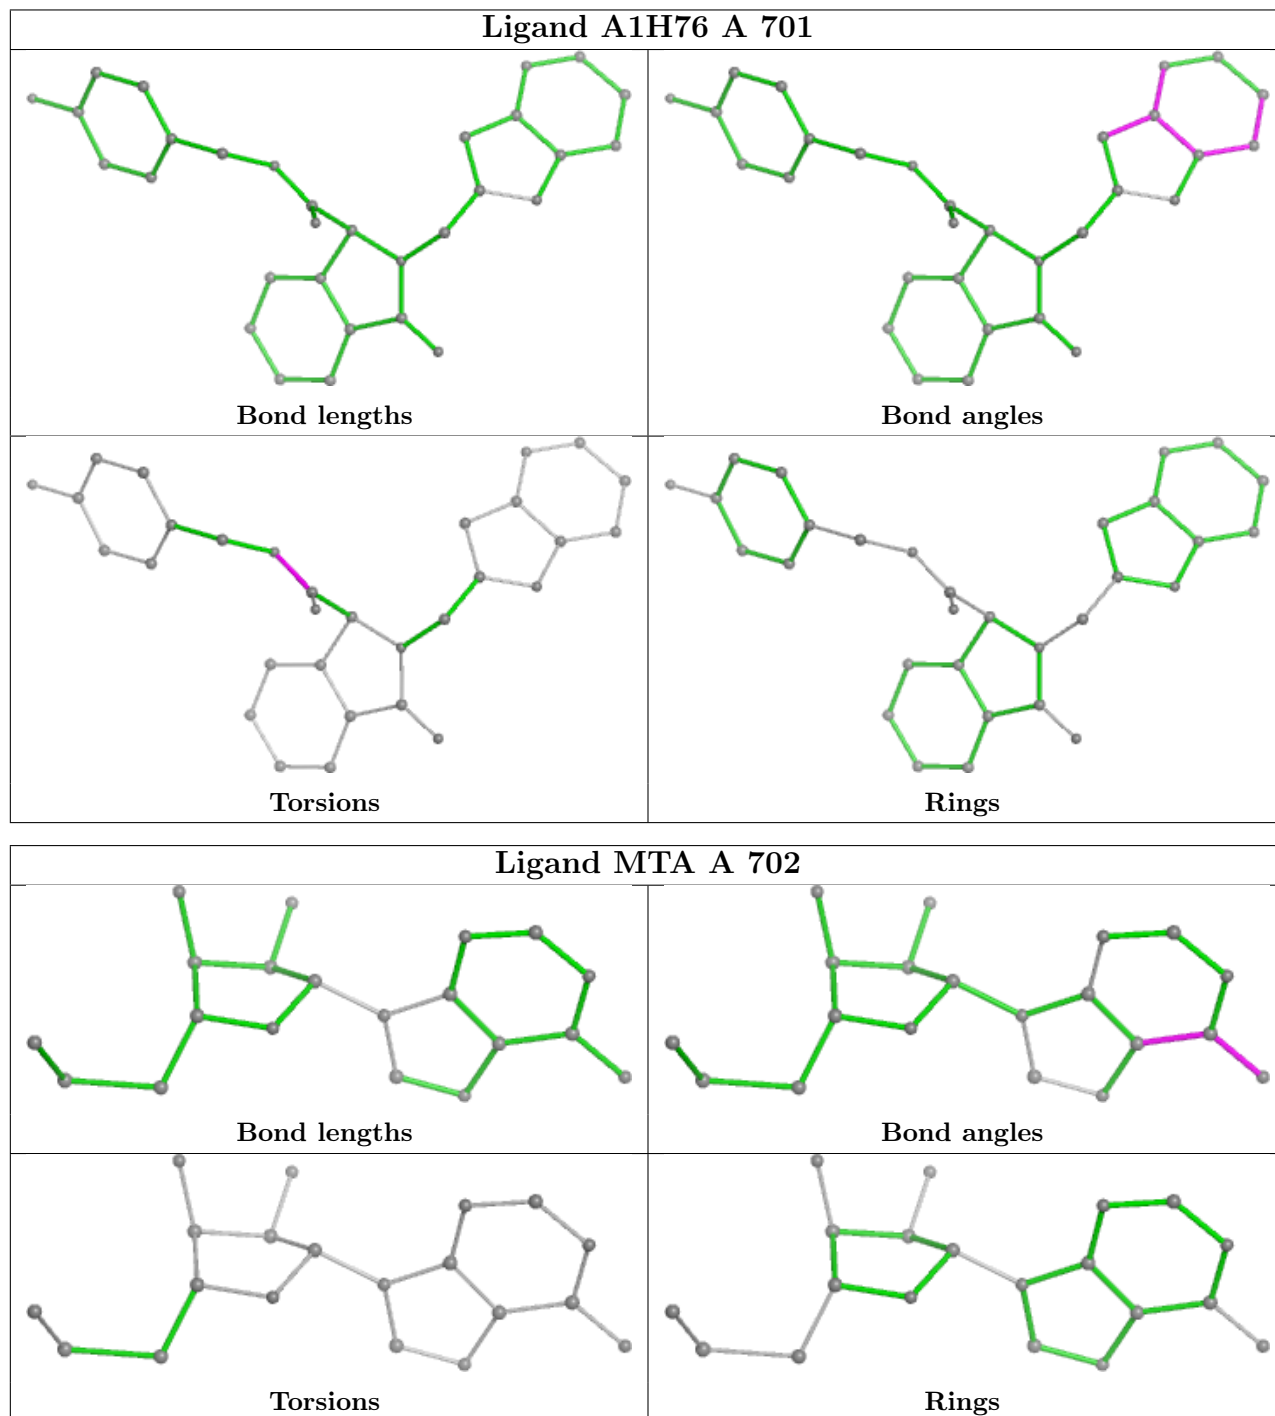 Ligand A1H76 A 701
Bond lengths
Bond angles
Torsions
Rings
Ligand MTA A 702
Bond lengths
Bond angles
Torsions
Rings